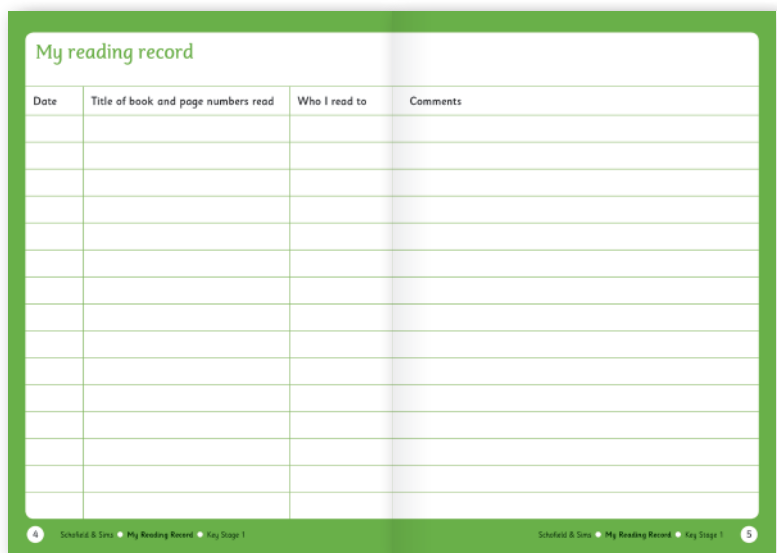 My reading record
Date Title of book and page numbers read Who I read to Comments
4 Schofield & Sims ● My Reading Record ● Key Stage 1
Schofield & Sims ● My Reading Record ● Key Stage 1 5